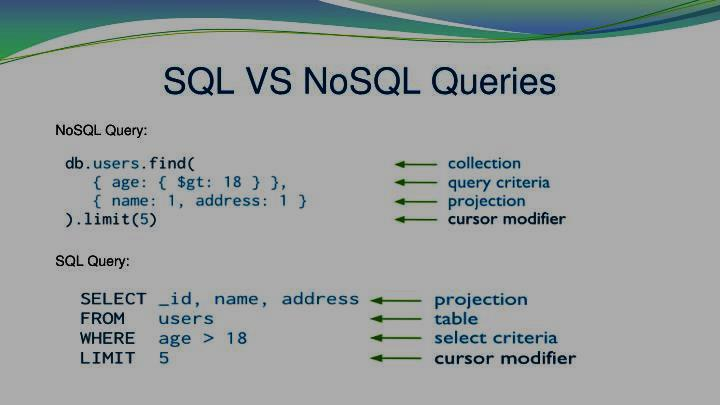 SQL VS NoSQL Queries
NoSQL Query:
db.users.find( collection
{ age: { $gt: 18 } }, query criteria
{ name: 1, address: 1 } projection
).limit(5) cursor modifier
SQL Query:
SELECT _id, name, address projection
FROM users table
WHERE age > 18 select criteria
LIMIT 5 cursor modifier